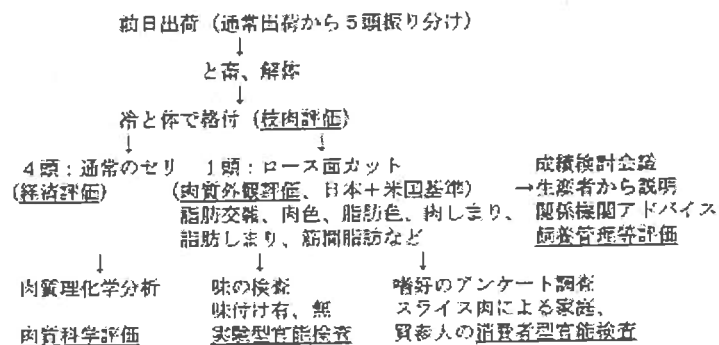 前日出荷（通常出荷から５頭振り分け）
↓
と畜、解体
↓
冷と体で格付（枝肉評価）
↓ ↓
４頭：通常のセリ １頭：ロース面カット 成績検討会議
（経済評価） （肉質外観評価、日本＋米国基準） →生産者から説明
脂肪交雑、肉色、脂肪色、肉しまり、 関係機関アドバイス
脂肪しまり、筋間脂肪など 飼養管理等評価
↓ ↓ ↓
肉質理化学分析 味の検査 嗜好のアンケート調査
味付け有、無 スライス肉による家庭、
肉質科学評価 実験型官能検査 買参人の消費者型官能検査